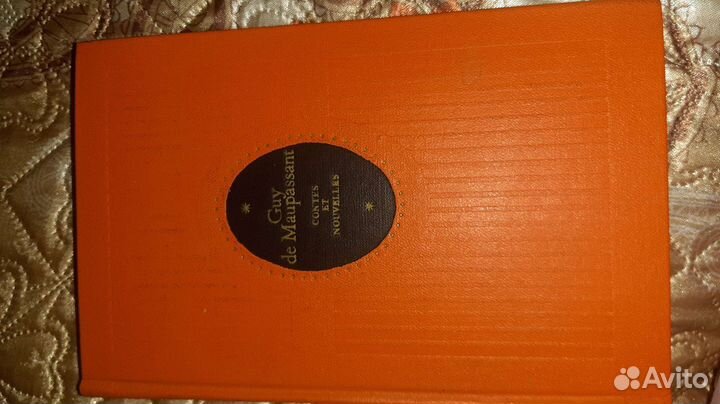 Guy
de Maupassant
CONTES
ET
NOUVELLES
Avito